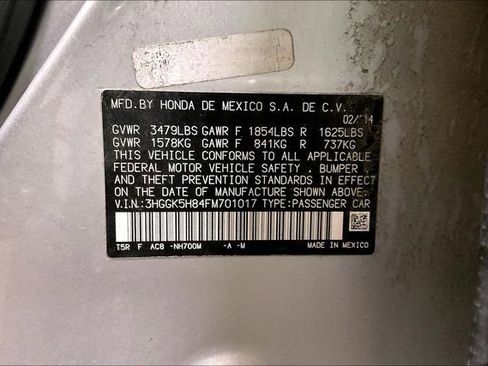 MFD.BY HONDA DE MEXICO S.A. DE C.V.
GVWR 3479LBS GAWR F 1854LBS R 1625LBS
GVWR 1578KG GAWR F 841KG R 737KG
THIS VEHICLE CONFORMS TO ALL APPLICABLE
FEDERAL MOTOR VEHICLE SAFETY , BUMPER ,
AND THEFT PREVENTION STANDARDS IN EFFECT
ON THE DATE OF MANUFACTURE SHOWN ABOVE.
V.I.N.:3HGGK5H84FM701017 TYPE:PASSENGER CAR
T5R F AC8 -NH700M -A -M
MADE IN MEXICO